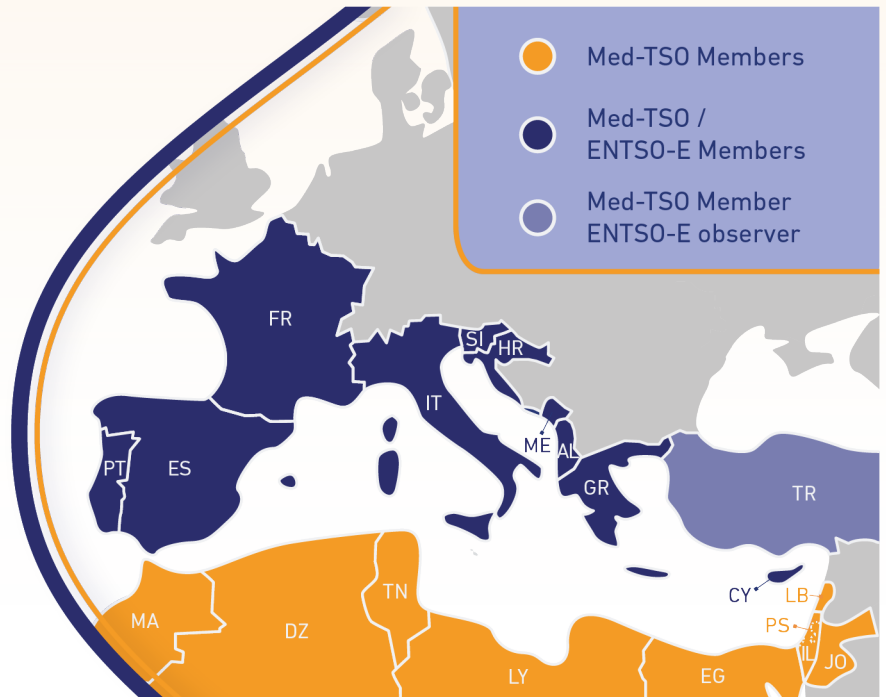 Med-TSO Members
Med-TSO /
ENTSO-E Members
Med-TSO Member
ENTSO-E observer
FR
SI
HR
IT
ME
AL
PT
ES
GR
TR
CY
LB
TN
MA
PS
DZ
IL
JO
LY
EG